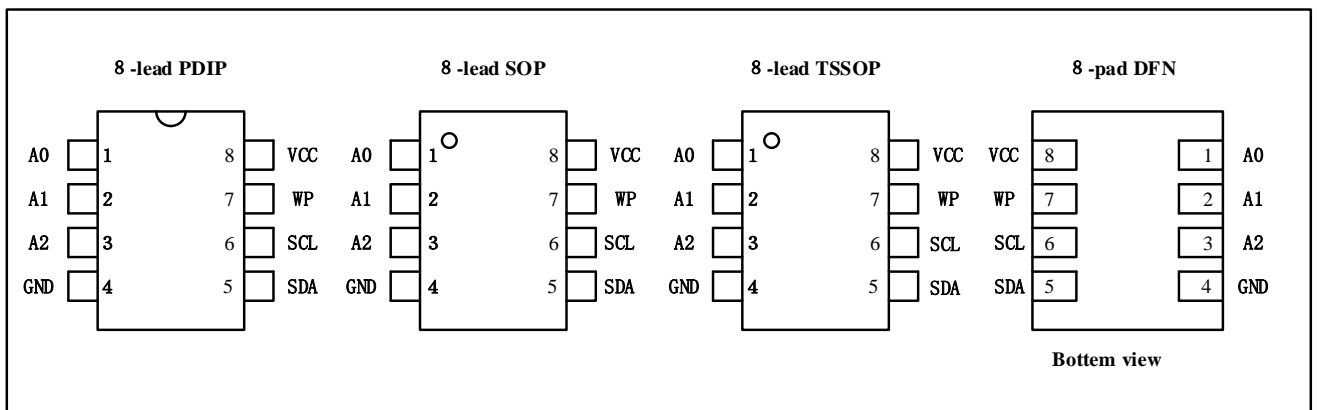 8 -lead PDIP 8 -lead SOP 8 -lead TSSOP 8 -pad DFN
A0 1 8 VCC A0 1 8 VCC A0 1 8 VCC VCC 8 1 A0
A1 2 7 WP A1 2 7 WP A1 2 7 WP WP 7 2 A1
A2 3 6 SCL A2 3 6 SCL A2 3 6 SCL SCL 6 3 A2
GND 4 5 SDA GND 4 5 SDA GND 4 5 SDA SDA 5 4 GND
Bottem view